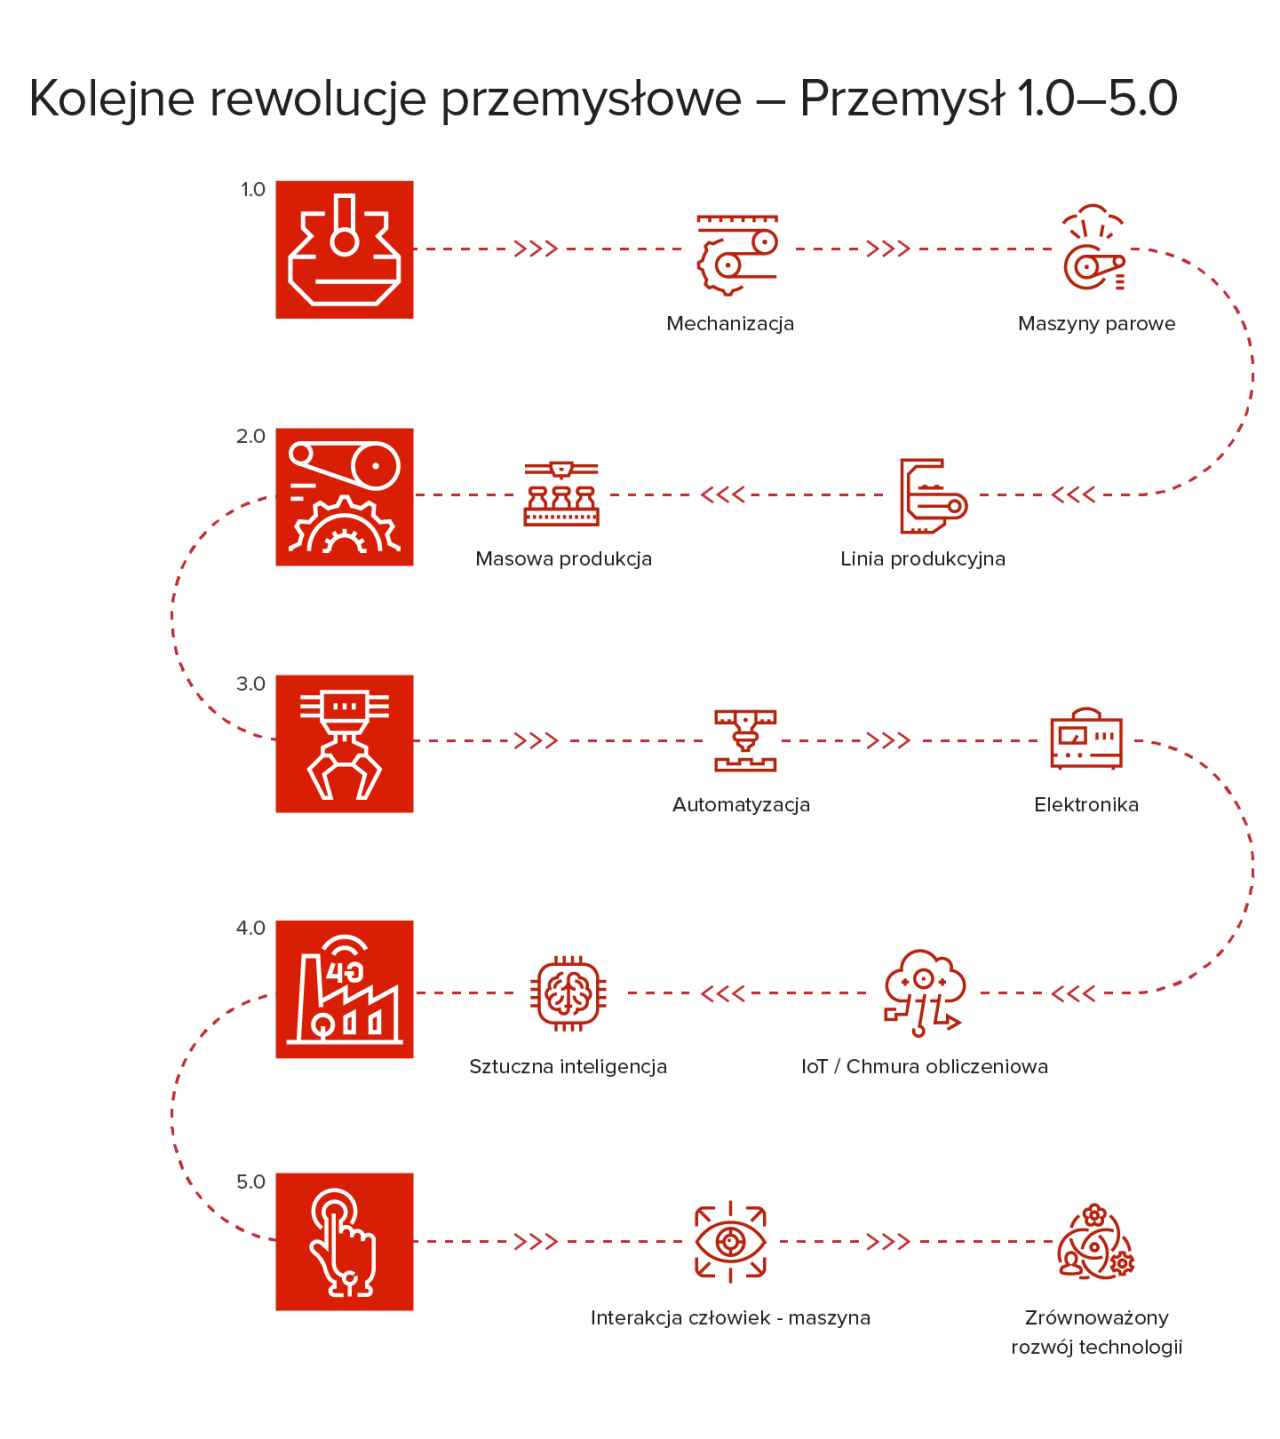 Kolejne rewolucje przemysłowe – Przemysł 1.0–5.0
1.0
Mechanizacja
Maszyny parowe
2.0
Masowa produkcja
Linia produkcyjna
3.0
Automatyzacja
Elektronika
4.0
4G
Sztuczna inteligencja
IoT / Chmura obliczeniowa
5.0
Interakcja człowiek - maszyna
Zrównoważony
rozwój technologii